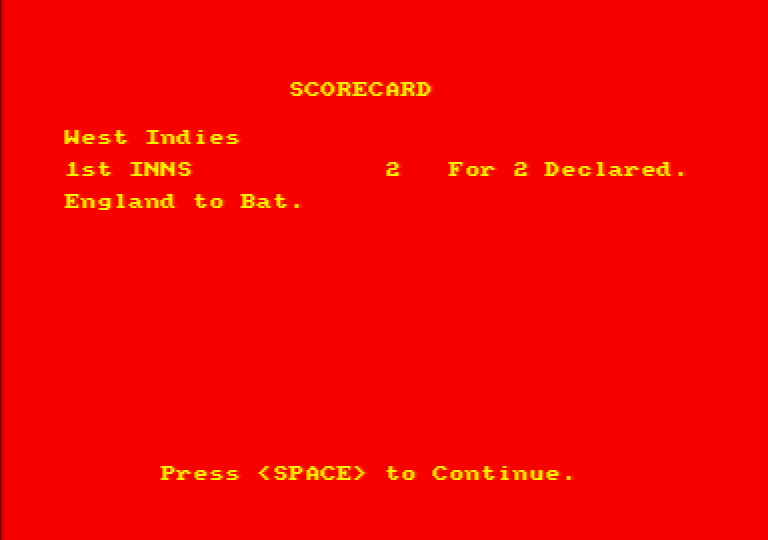 SCORECARD
West Indies
1st INNS 2 For 2 Declared.
England to Bat.
Press <SPACE> to Continue.